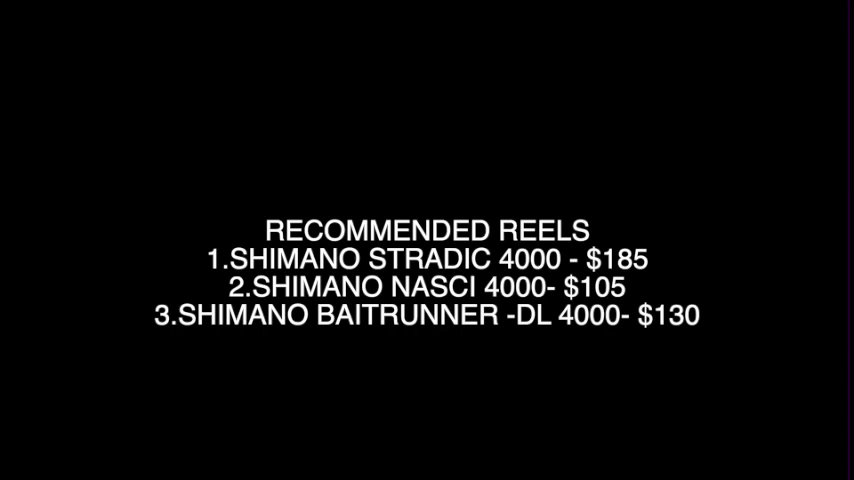 RECOMMENDED REELS
1.SHIMANO STRADIC 4000 - $185
2.SHIMANO NASCI 4000- $105
3.SHIMANO BAITRUNNER -DL 4000- $130